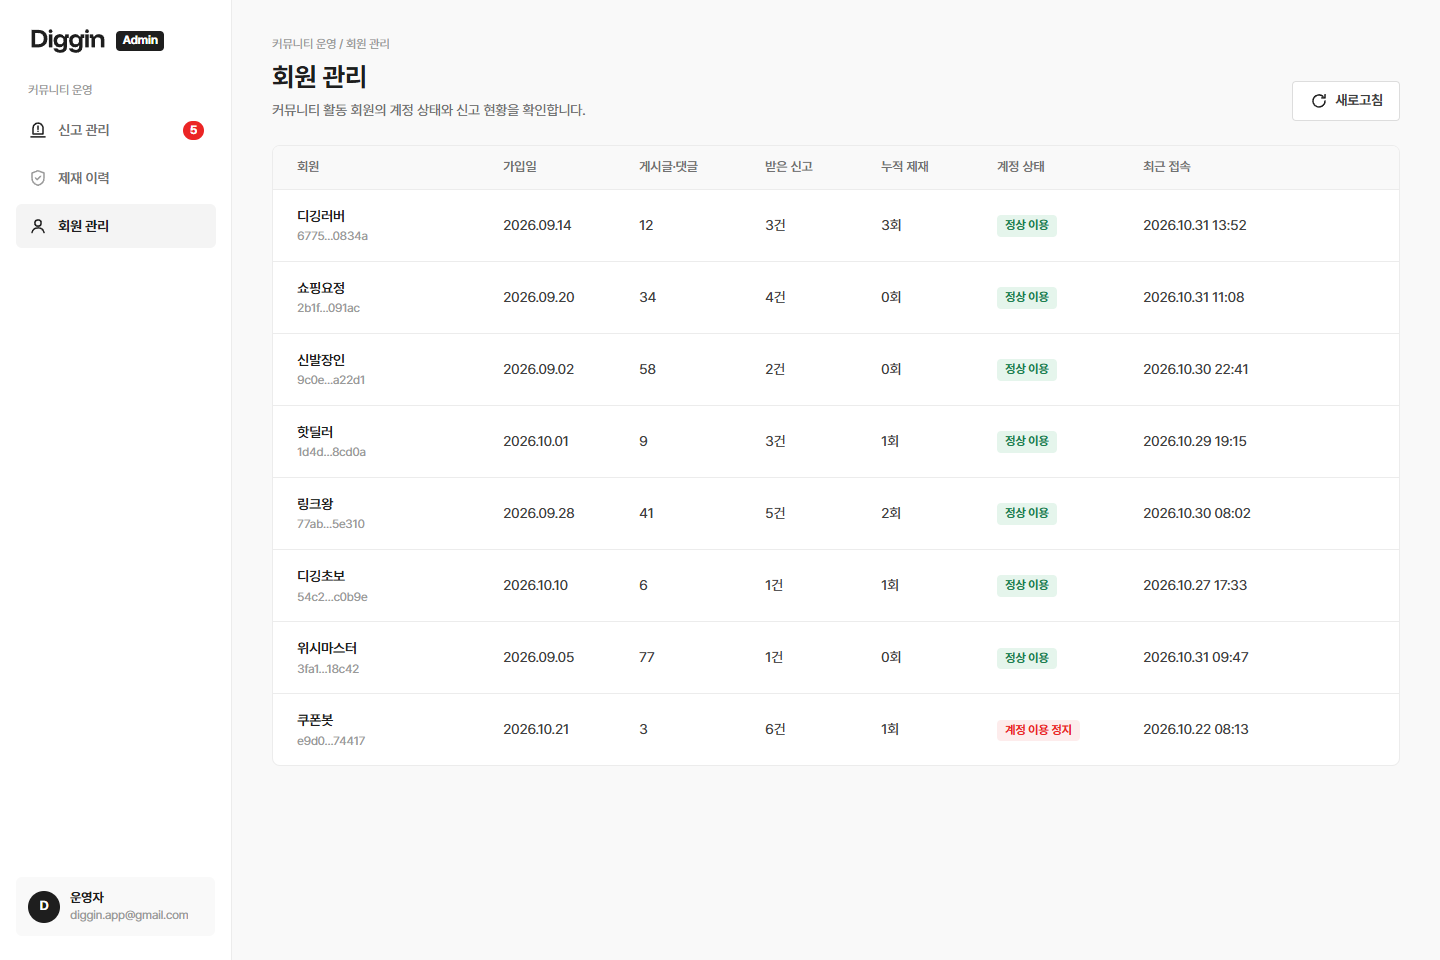 Diggin Admin
커뮤니티 운영
신고 관리 5
제재 이력
회원 관리
커뮤니티 운영 / 회원 관리
회원 관리
커뮤니티 활동 회원의 계정 상태와 신고 현황을 확인합니다.
새로고침
회원 가입일 게시글·댓글 받은 신고 누적 제재 계정 상태 최근 접속
디깅러버
6775...0834a
2026.09.14 12 3건 3회 정상 이용 2026.10.31 13:52
쇼핑요정
2b1f...091ac
2026.09.20 34 4건 0회 정상 이용 2026.10.31 11:08
신발장인
9c0e...a22d1
2026.09.02 58 2건 0회 정상 이용 2026.10.30 22:41
핫딜러
1d4d...8cd0a
2026.10.01 9 3건 1회 정상 이용 2026.10.29 19:15
링크왕
77ab...5e310
2026.09.28 41 5건 2회 정상 이용 2026.10.30 08:02
디깅초보
54c2...c0b9e
2026.10.10 6 1건 1회 정상 이용 2026.10.27 17:33
위시마스터
3fa1...18c42
2026.09.05 77 1건 0회 정상 이용 2026.10.31 09:47
쿠폰봇
e9d0...74417
2026.10.21 3 6건 1회 계정 이용 정지 2026.10.22 08:13
D
운영자
diggin.app@gmail.com